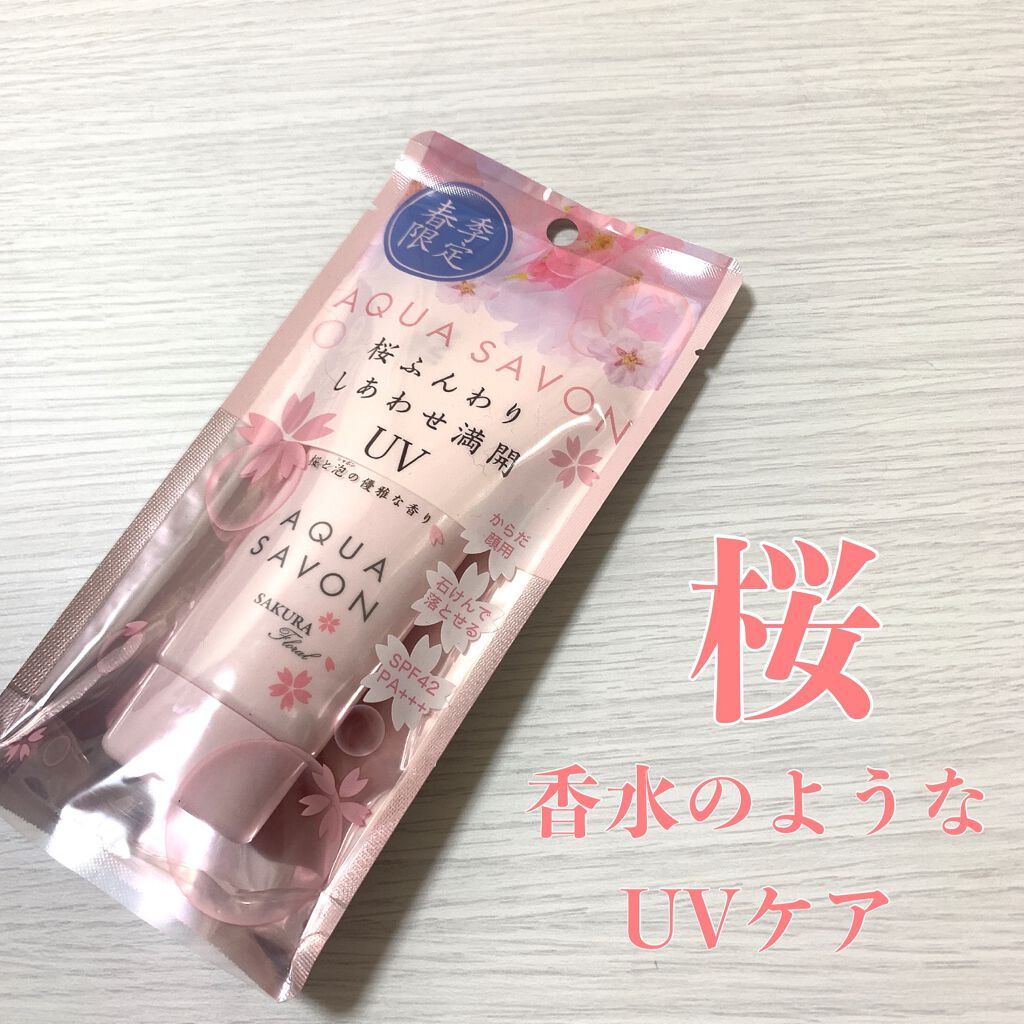 春季
限定
AQUA SAVON
桜ふんわり
しあわせ満開
UV
桜と泡の優雅な香り
AQUA
SAVON
SAKURA
Floral
からだ
顔用
石けんで
落とせる
SPF42
PA+++
桜
香水のような
UVケア